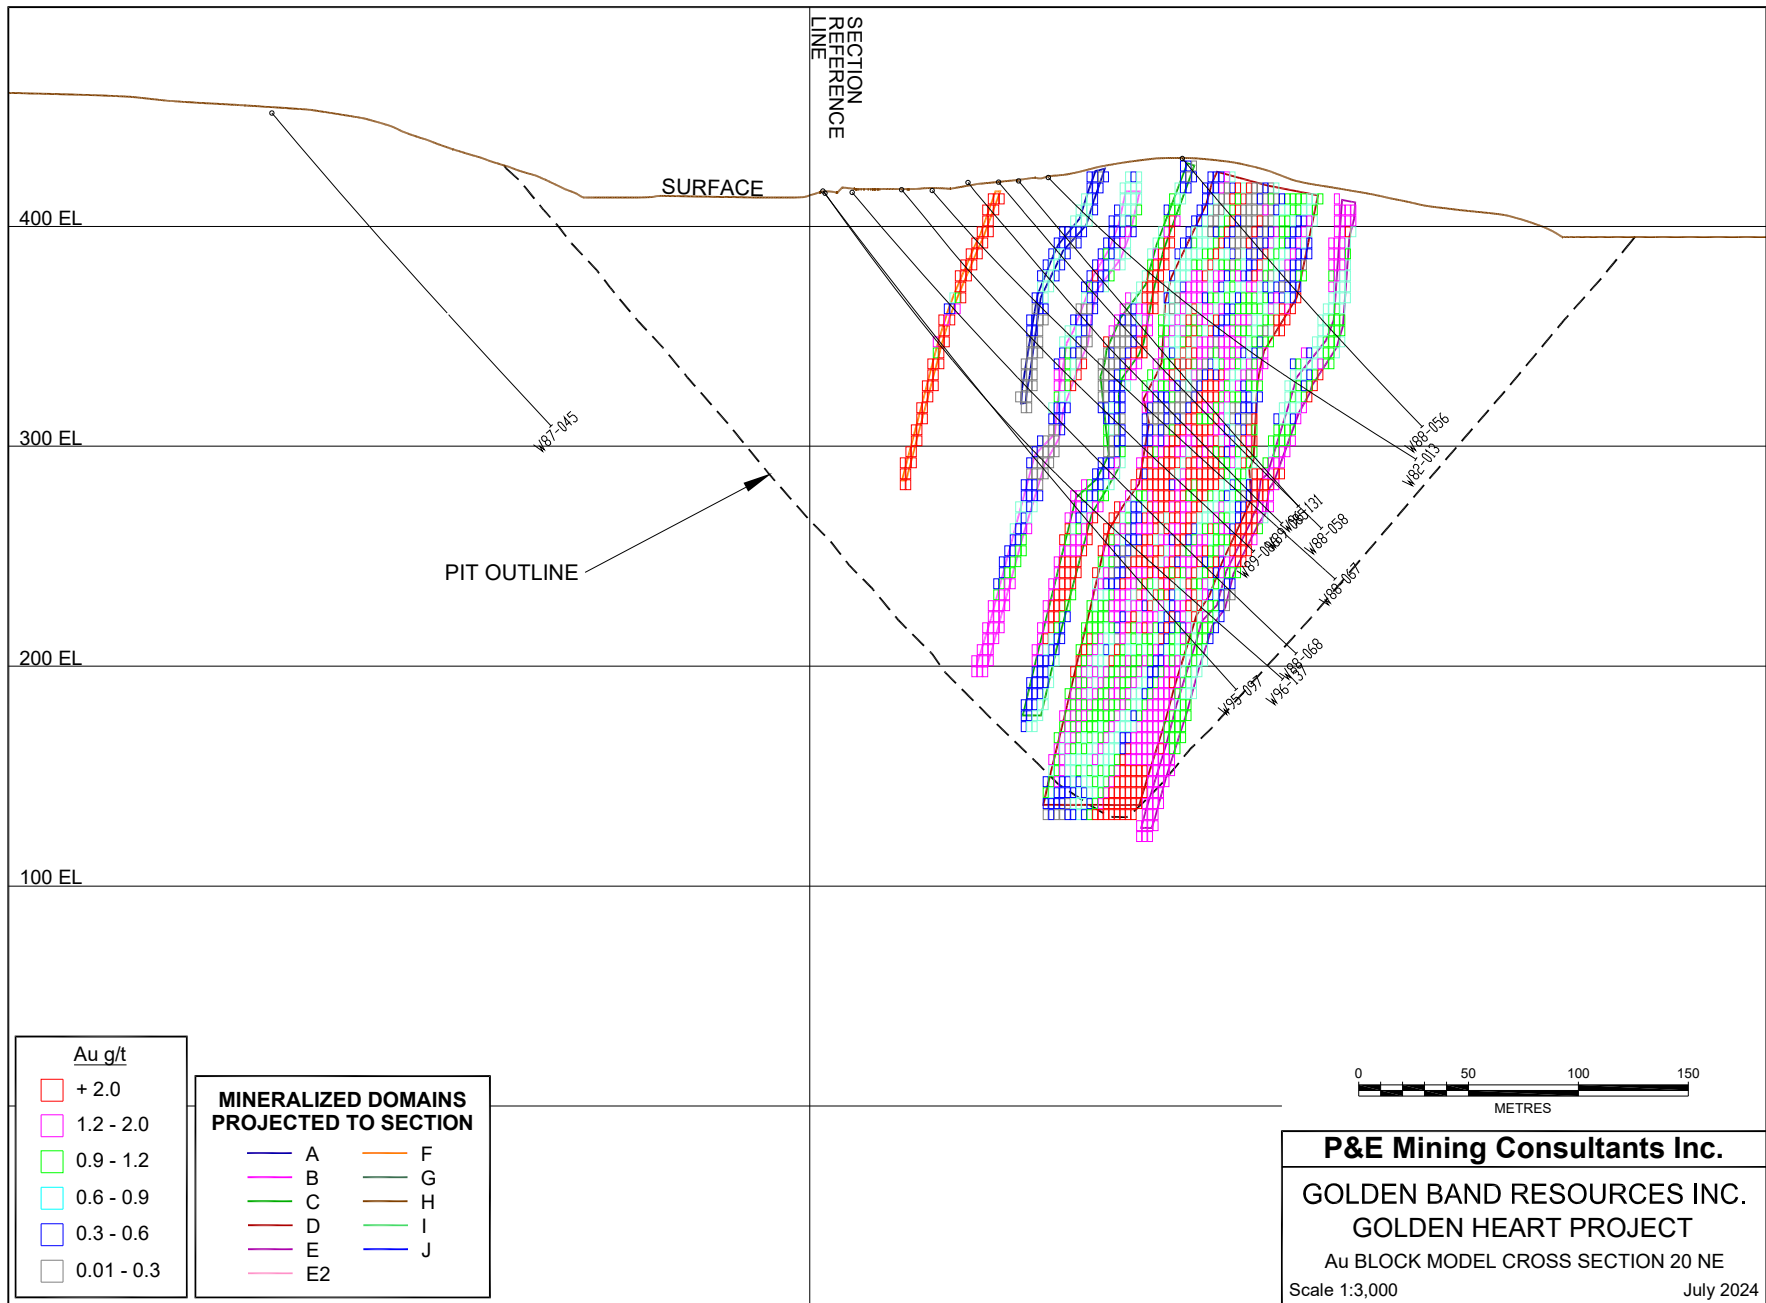 SECTION
REFERENCE
LINE
SURFACE
400 EL
300 EL
200 EL
100 EL
PIT OUTLINE
W87-045
W88-056
W82-013
W88-058
W88-067
W88-068
W96-137
W95-097
Au g/t
+ 2.0
1.2 - 2.0
0.9 - 1.2
0.6 - 0.9
0.3 - 0.6
0.01 - 0.3
MINERALIZED DOMAINS
PROJECTED TO SECTION
A
B
C
D
E
E2
F
G
H
I
J
0 50 100 150
METRES
P&E Mining Consultants Inc.
GOLDEN BAND RESOURCES INC.
GOLDEN HEART PROJECT
Au BLOCK MODEL CROSS SECTION 20 NE
Scale 1:3,000 July 2024